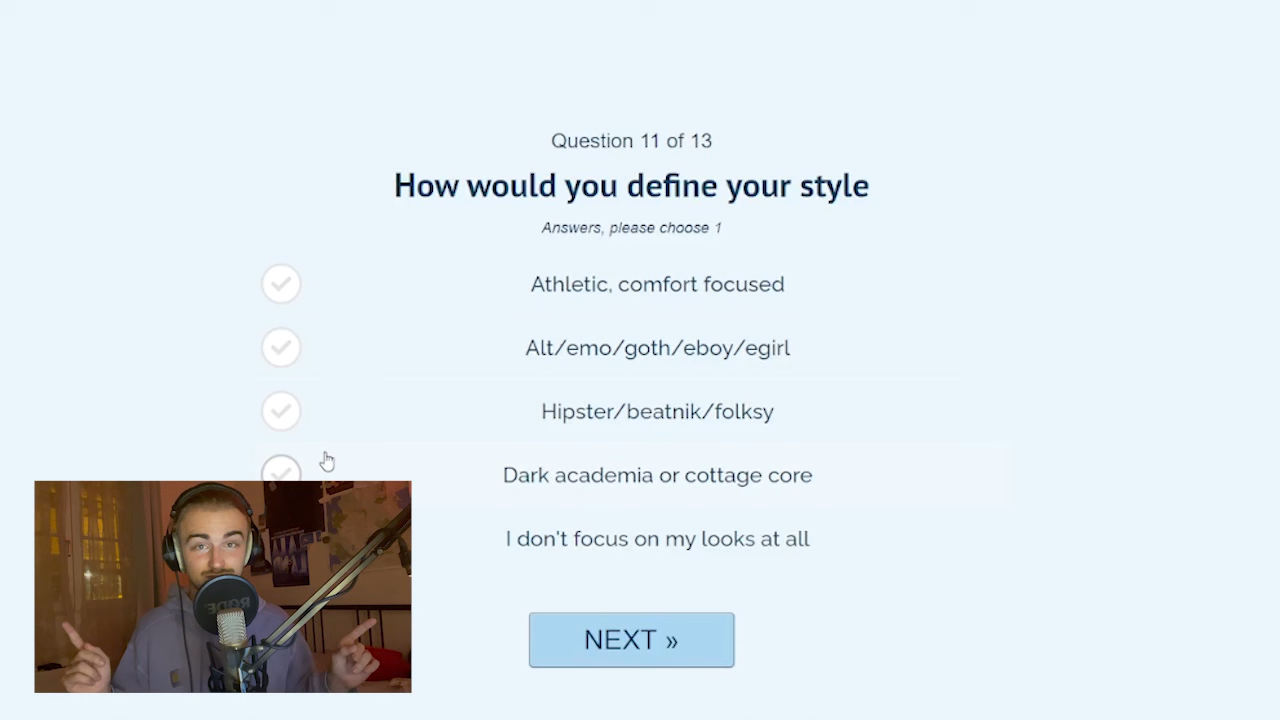 Question 11 of 13
How would you define your style
Answers, please choose 1
Athletic, comfort focused
Alt/emo/goth/eboy/egirl
Hipster/beatnik/folksy
Dark academia or cottage core
I don't focus on my looks at all
RØDE
NEXT »